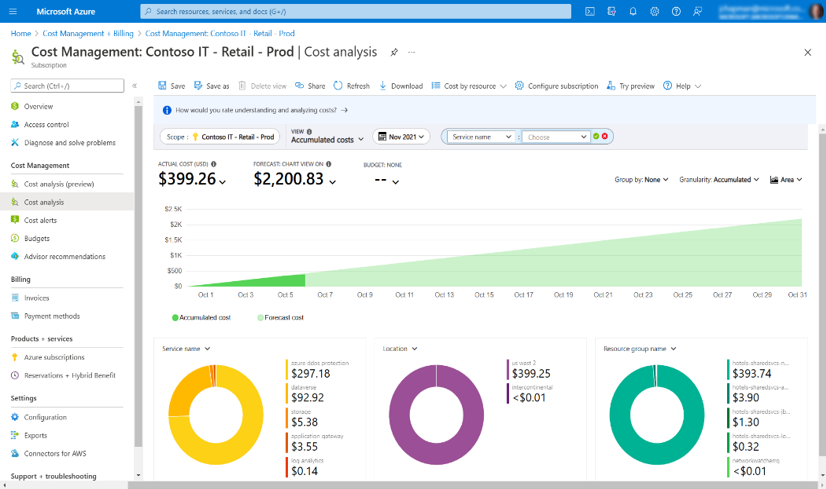 Microsoft Azure
Search resources, services, and docs (G+/)
Home > Cost Management + Billing > Cost Management: Contoso IT - Retail - Prod
Cost Management: Contoso IT - Retail - Prod | Cost analysis ...
Subscription
Search (Ctrl+/)
Save Save as Delete view Share Refresh Download Cost by resource Configure subscription Try preview Help
Overview
Access control
Diagnose and solve problems
Cost Management
Cost analysis (preview)
Cost analysis
Cost alerts
Budgets
Advisor recommendations
Billing
Invoices
Payment methods
Products + services
Azure subscriptions
Reservations + Hybrid Benefit
Settings
Configuration
Exports
Connectors for AWS
Support + troubleshooting
How would you rate understanding and analyzing costs? →
Scope : Contoso IT - Retail - Prod
VIEW
Accumulated costs
Nov 2021
Service name : Choose
ACTUAL COST (USD) FORECAST: CHART VIEW ON BUDGET: NONE
$399.26 $2,200.83 --
Group by: None Granularity: Accumulated Area
$2.5K
$2K
$1.5K
$1K
$500
$0
Oct 1 Oct 3 Oct 5 Oct 7 Oct 9 Oct 11 Oct 13 Oct 15 Oct 17 Oct 19 Oct 21 Oct 23 Oct 25 Oct 27 Oct 29 Oct 31
Accumulated cost Forecast cost
Service name
azure ddos protection
$297.18
dataverse
$92.92
storage
$5.38
application gateway
$3.55
log analytics
$0.14
Location
us west 2
$399.25
intercontinental
<$0.01
Resource group name
hotels-sharedsvcs-n...
$393.74
hotels-sharedsvcs-a...
$3.90
hotels-sharedsvcs-jb...
$1.30
hotels-sharedsvcs-lo...
$0.32
networkwatcherrg
<$0.01